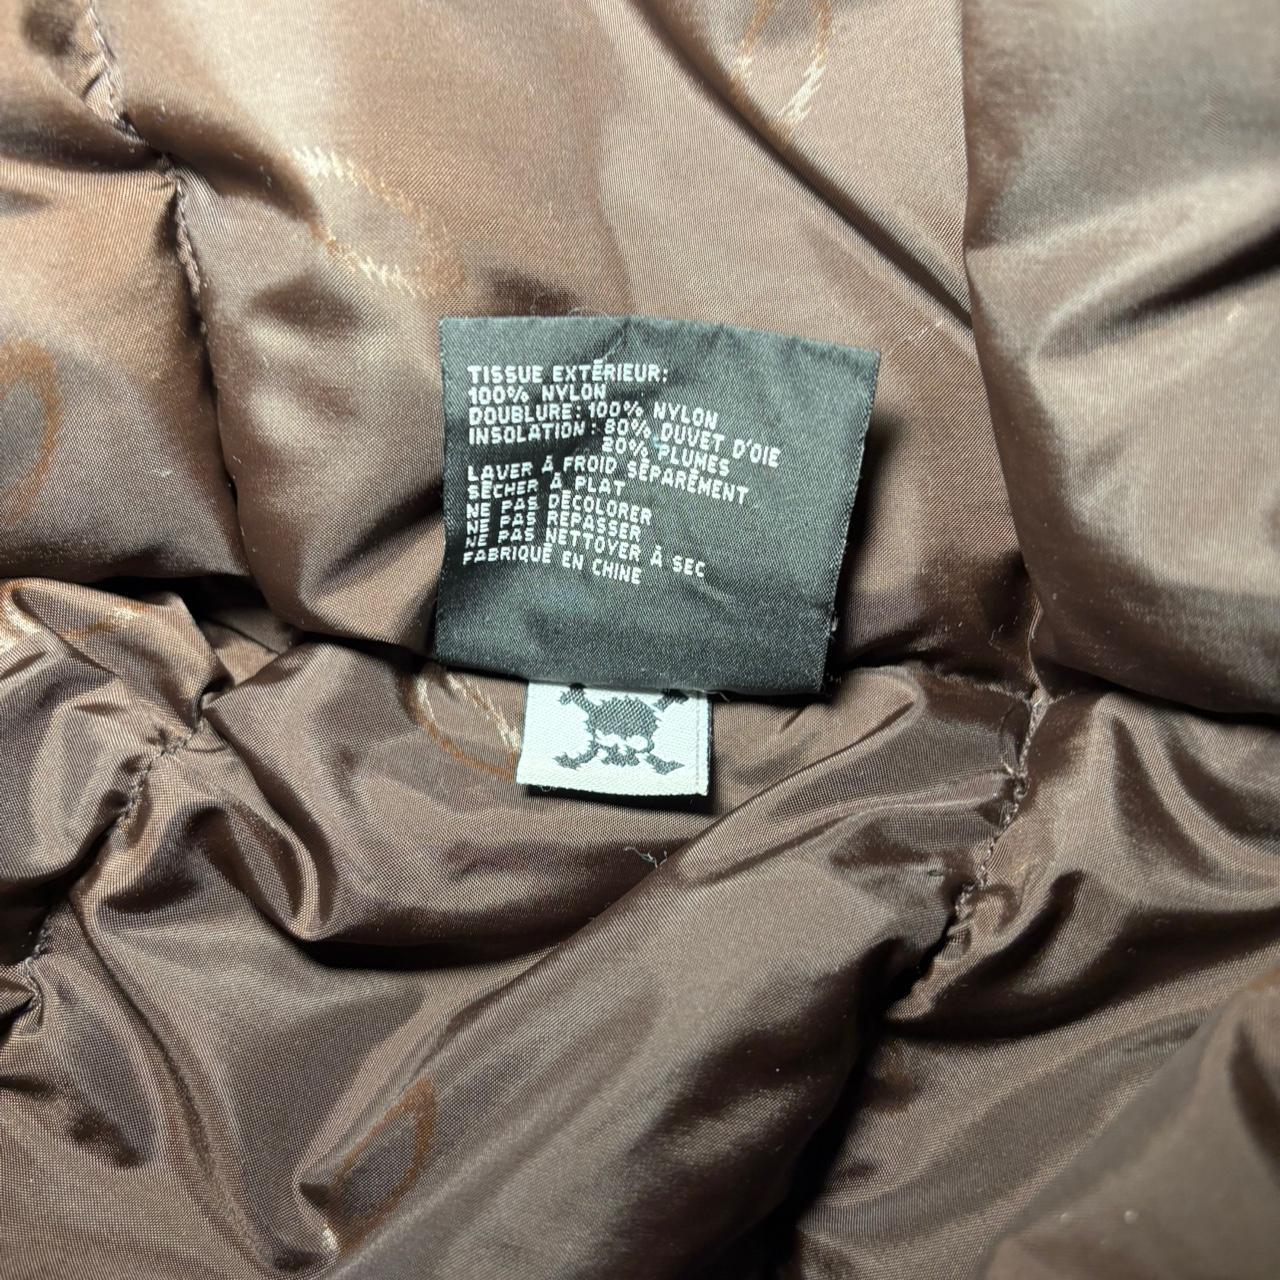 TISSUE EXTÉRIEUR:
100% NYLON
DOUBLURE: 100% NYLON
INSOLATION: 80% DUVET D'OIE
20% PLUMES
LAVER À FROID SÉPARÉMENT
SÉCHER À PLAT
NE PAS DÉCOLORER
NE PAS REPASSER
NE PAS NETTOYER À SEC
FABRIQUÉ EN CHINE